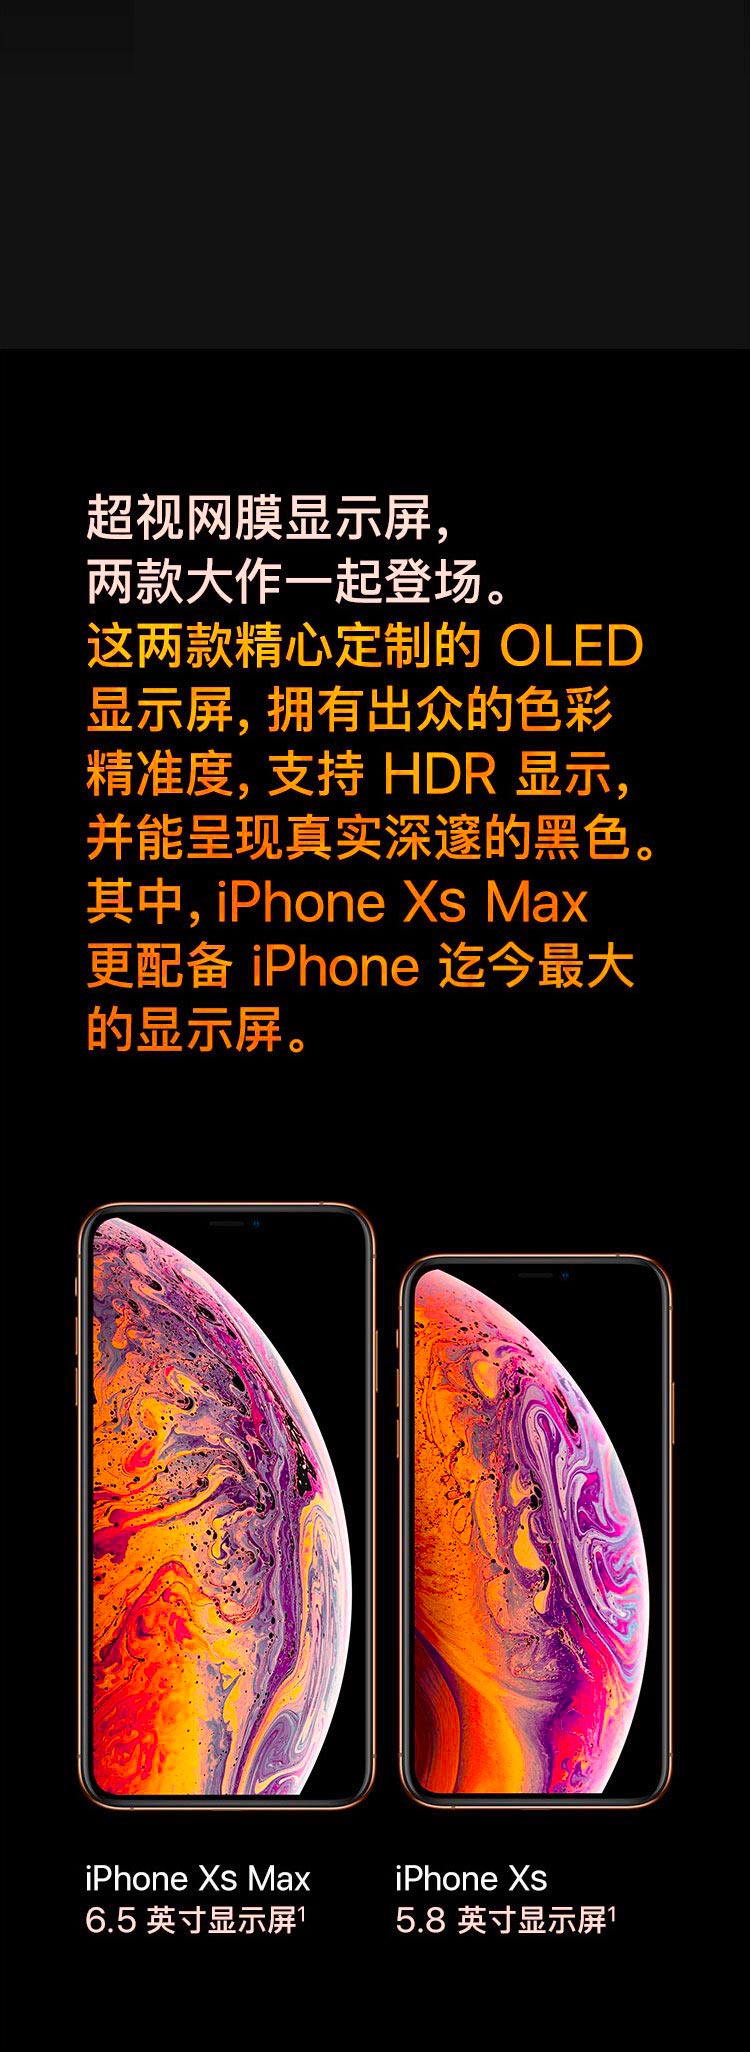 超视网膜显示屏，
两款大作一起登场。
这两款精心定制的 OLED
显示屏，拥有出众的色彩
精准度，支持 HDR 显示，
并能呈现真实深邃的黑色。
其中，iPhone Xs Max
更配备 iPhone 迄今最大
的显示屏。
iPhone Xs Max
6.5 英寸显示屏¹
iPhone Xs
5.8 英寸显示屏¹